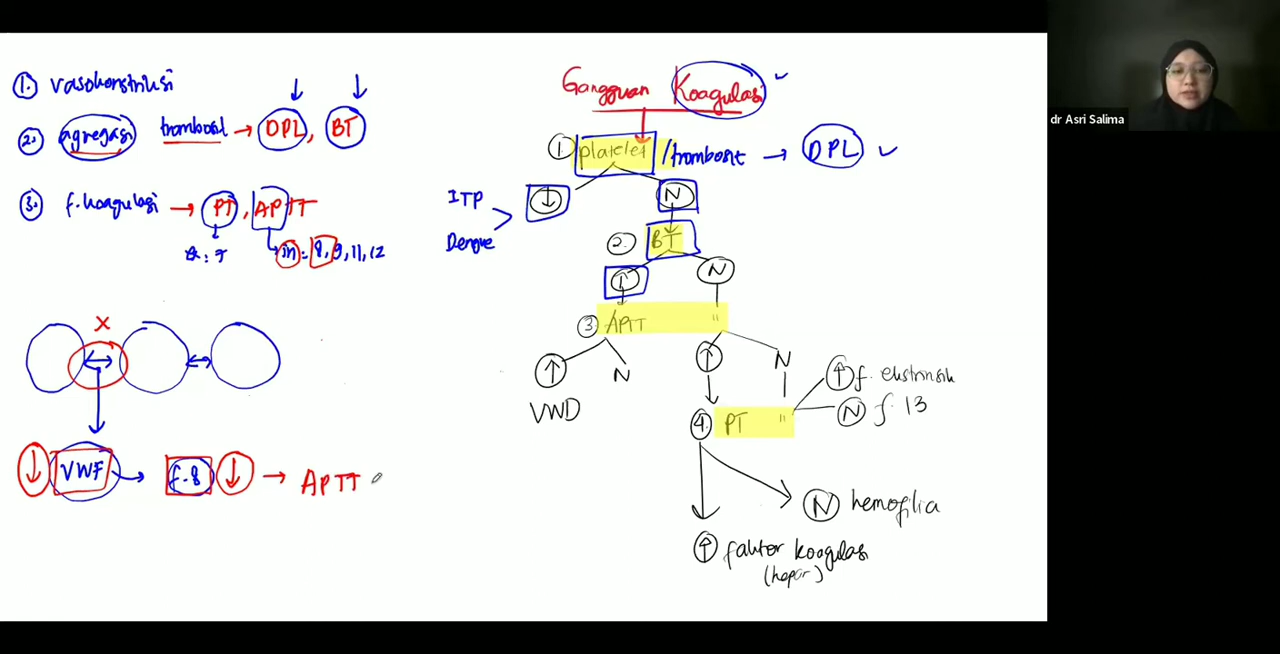 1. vasokonstriksi
2. agregasi trombosit → DPL, BT
3. f. koagulasi → PT, APTT
: 7
in = 8, 9, 11, 12
X
↓ VWF → f. 8 ↓ → APTT
Gangguan Koagulasi
1. platelet / trombosit → DPL
↓ N
ITP
Dengue
2. BT
↑ N
3. APTT "
↑ N ↑ N
VWD
4. PT "
↑ f. ekstrinsik
N f. 13
N hemofilia
↑ faktor koagulasi
(hepar)
dr Asri Salima